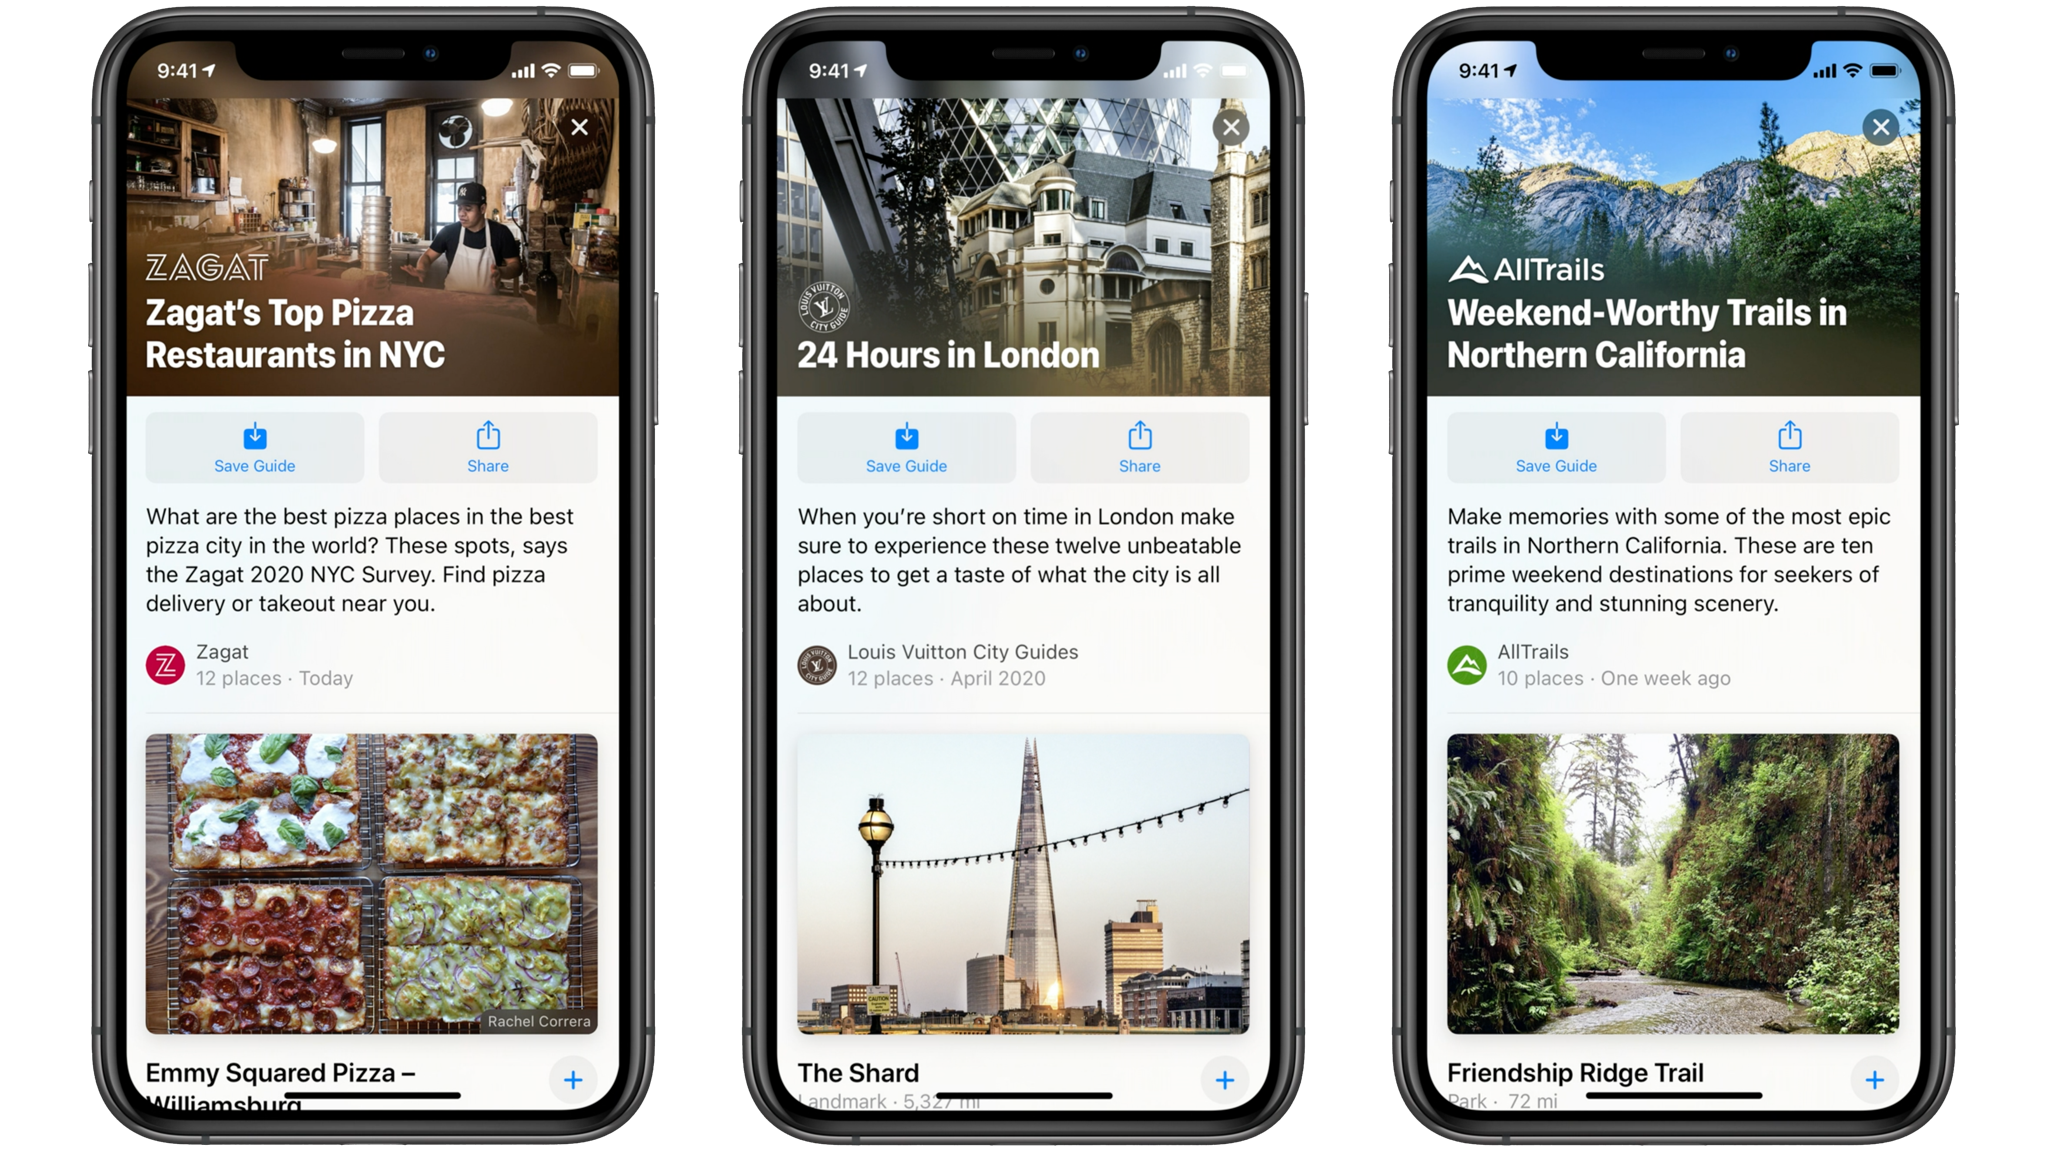 9:41
ZAGAT
Zagat's Top Pizza
Restaurants in NYC
Save Guide
Share
What are the best pizza places in the best
pizza city in the world? These spots, says
the Zagat 2020 NYC Survey. Find pizza
delivery or takeout near you.
Zagat
12 places · Today
Rachel Correra
Emmy Squared Pizza –
Williamsburg
9:41
LOUIS VUITTON
LV
CITY GUIDE
24 Hours in London
Save Guide
Share
When you're short on time in London make
sure to experience these twelve unbeatable
places to get a taste of what the city is all
about.
Louis Vuitton City Guides
12 places · April 2020
CAUTION
The Shard
Landmark · 5,327 mi
9:41
AllTrails
Weekend-Worthy Trails in
Northern California
Save Guide
Share
Make memories with some of the most epic
trails in Northern California. These are ten
prime weekend destinations for seekers of
tranquility and stunning scenery.
AllTrails
10 places · One week ago
Friendship Ridge Trail
Park · 72 mi